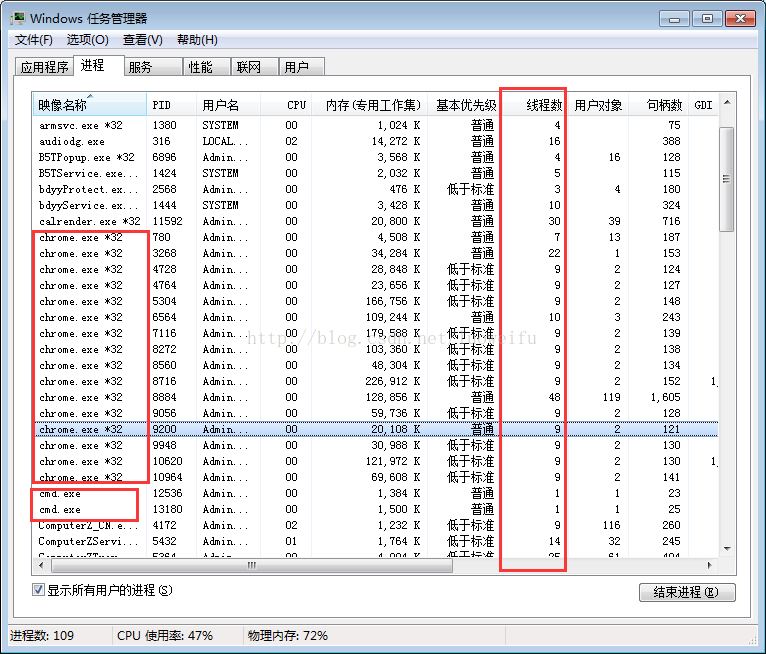 Windows 任务管理器
文件(F) 选项(O) 查看(V) 帮助(H)
应用程序 进程 服务 性能 联网 用户
映像名称 PID 用户名 CPU 内存(专用工作集) 基本优先级 线程数 用户对象 句柄数 GDI
armsvc.exe *32 1380 SYSTEM 00 1,024 K 普通 4 75
audiodg.exe 316 LOCAL... 02 14,272 K 普通 16 388
B5TPopup.exe *32 6896 Admin... 00 3,568 K 普通 4 16 128
B5TService.exe... 1424 SYSTEM 00 2,032 K 普通 5 115
bdyyProtect.ex... 2568 Admin... 00 476 K 低于标准 3 4 180
bdyyService.ex... 1444 SYSTEM 00 3,428 K 普通 10 324
calrender.exe *32 11592 Admin... 00 20,800 K 普通 30 39 716
chrome.exe *32 780 Admin... 00 4,508 K 普通 7 13 187
chrome.exe *32 3268 Admin... 00 34,284 K 普通 22 1 153
chrome.exe *32 4728 Admin... 00 28,848 K 低于标准 9 2 124
chrome.exe *32 4764 Admin... 00 23,656 K 低于标准 9 2 127
chrome.exe *32 5304 Admin... 00 166,756 K 低于标准 9 2 148
chrome.exe *32 6564 Admin... 00 109,244 K 普通 10 3 243
chrome.exe *32 7116 Admin... 00 179,588 K 低于标准 9 2 139
chrome.exe *32 8272 Admin... 00 103,360 K 低于标准 9 2 138
chrome.exe *32 8560 Admin... 00 48,304 K 低于标准 9 2 134
chrome.exe *32 8716 Admin... 00 226,912 K 低于标准 9 2 152 1,
chrome.exe *32 8884 Admin... 00 128,856 K 普通 48 119 1,605
chrome.exe *32 9056 Admin... 00 59,736 K 低于标准 9 2 128
chrome.exe *32 9200 Admin... 00 20,108 K 普通 9 2 121
chrome.exe *32 9948 Admin... 00 30,988 K 低于标准 9 2 130
chrome.exe *32 10620 Admin... 00 121,972 K 低于标准 9 2 130 1,
chrome.exe *32 10964 Admin... 00 69,608 K 低于标准 9 2 141
cmd.exe 12536 Admin... 00 1,384 K 普通 1 1 23
cmd.exe 13180 Admin... 00 1,500 K 普通 1 1 25
ComputerZ_CN.e... 4172 Admin... 02 1,232 K 低于标准 9 116 260
ComputerZServi... 5432 Admin... 01 1,764 K 低于标准 14 32 245
显示所有用户的进程(S) 结束进程(E)
进程数: 109 CPU 使用率: 47% 物理内存: 72%